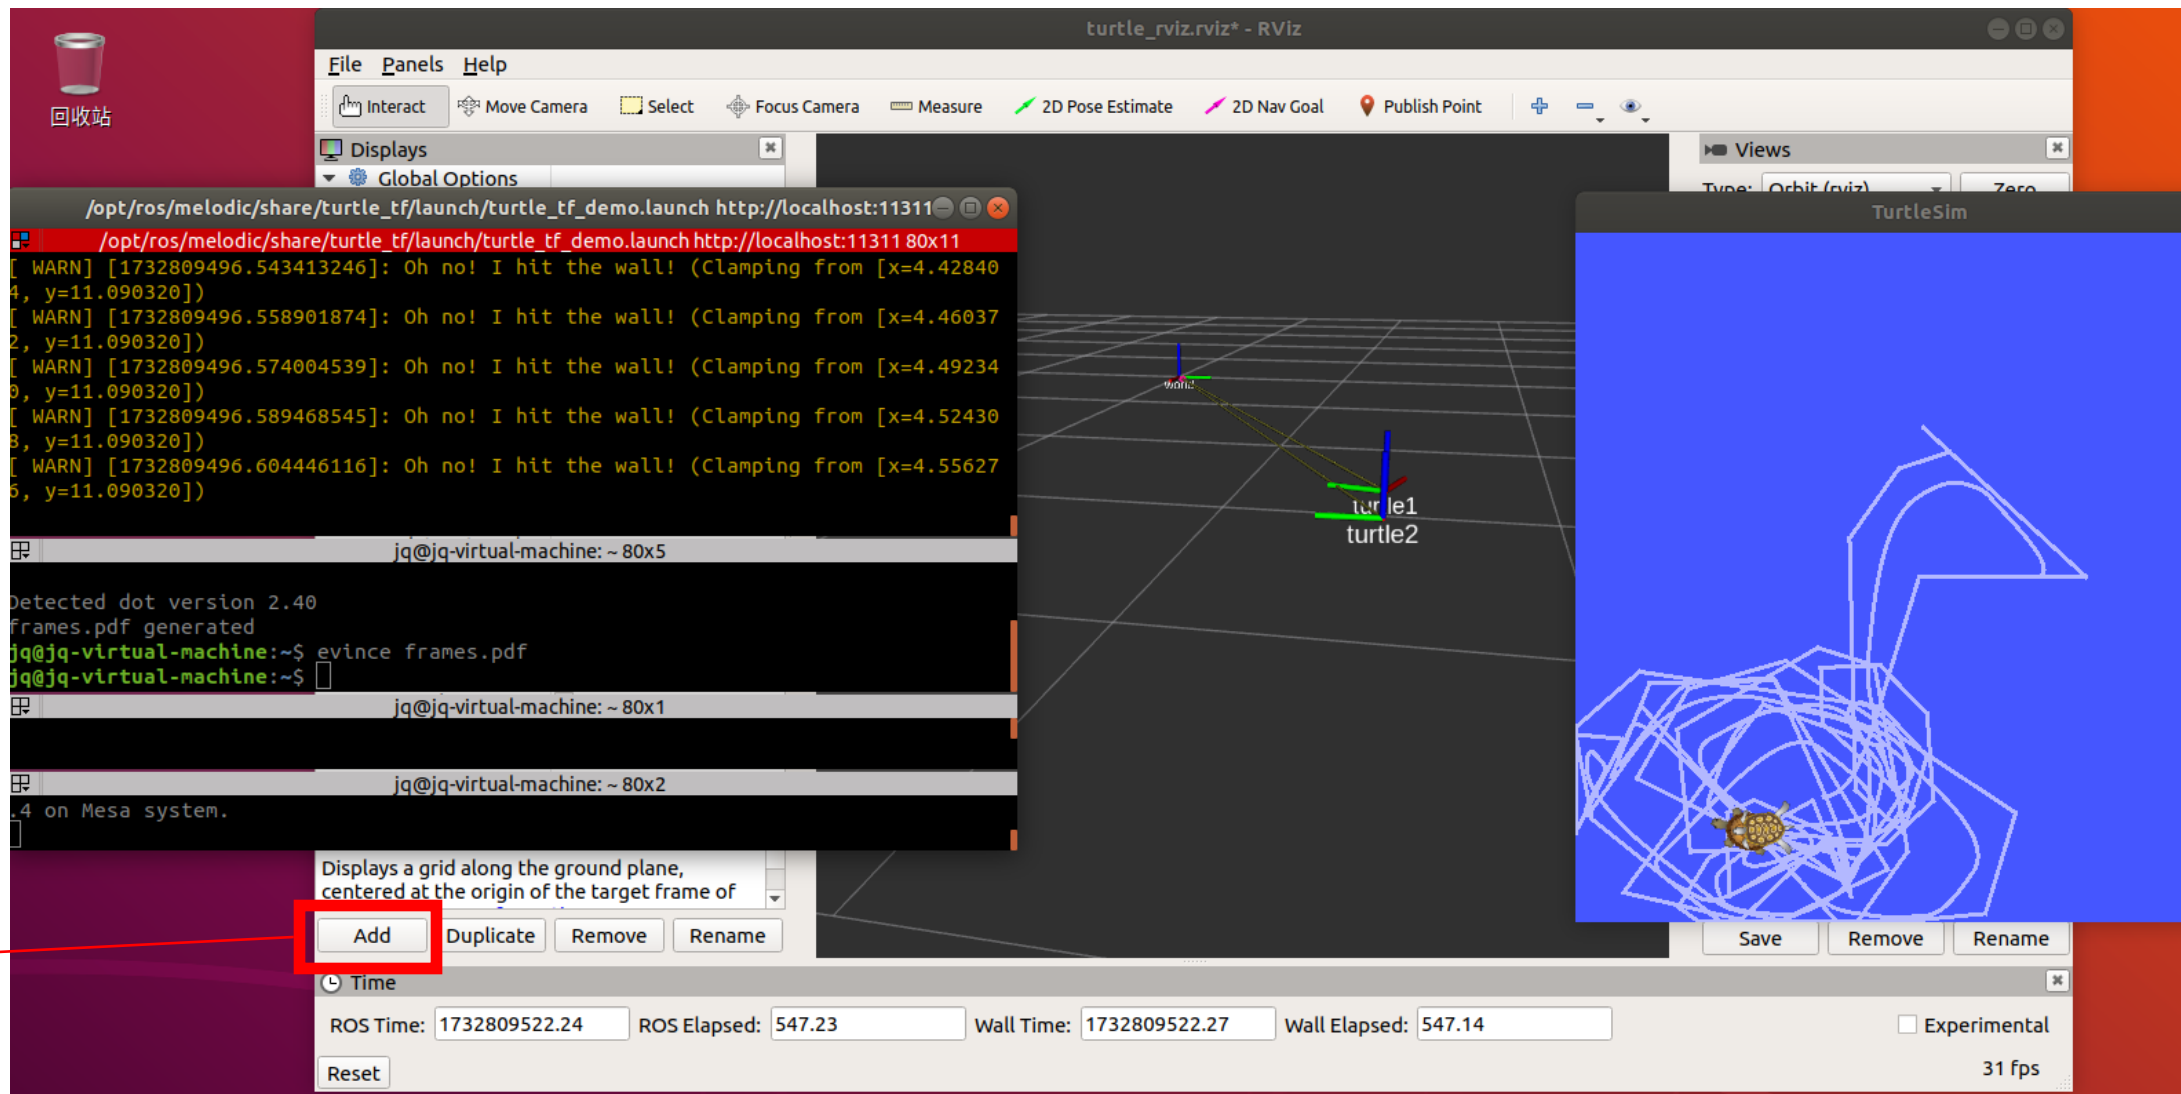 回收站
turtle_rviz.rviz* - RViz
File Panels Help
Interact Move Camera Select Focus Camera Measure 2D Pose Estimate 2D Nav Goal Publish Point
Displays
Global Options
Views
Type: Orbit (rviz) Zero
/opt/ros/melodic/share/turtle_tf/launch/turtle_tf_demo.launch http://localhost:11311
/opt/ros/melodic/share/turtle_tf/launch/turtle_tf_demo.launch http://localhost:11311 80x11
[ WARN] [1732809496.543413246]: Oh no! I hit the wall! (Clamping from [x=4.42840
4, y=11.090320])
[ WARN] [1732809496.558901874]: Oh no! I hit the wall! (Clamping from [x=4.46037
2, y=11.090320])
[ WARN] [1732809496.574004539]: Oh no! I hit the wall! (Clamping from [x=4.49234
0, y=11.090320])
[ WARN] [1732809496.589468545]: Oh no! I hit the wall! (Clamping from [x=4.52430
8, y=11.090320])
[ WARN] [1732809496.604446116]: Oh no! I hit the wall! (Clamping from [x=4.55627
6, y=11.090320])
jq@jq-virtual-machine: ~ 80x5
Detected dot version 2.40
frames.pdf generated
jq@jq-virtual-machine:~$ evince frames.pdf
jq@jq-virtual-machine:~$
jq@jq-virtual-machine: ~ 80x1
jq@jq-virtual-machine: ~ 80x2
.4 on Mesa system.
world
turtle1
turtle2
TurtleSim
Displays a grid along the ground plane,
centered at the origin of the target frame of
Add Duplicate Remove Rename
Save Remove Rename
Time
ROS Time: 1732809522.24 ROS Elapsed: 547.23 Wall Time: 1732809522.27 Wall Elapsed: 547.14 Experimental
Reset 31 fps